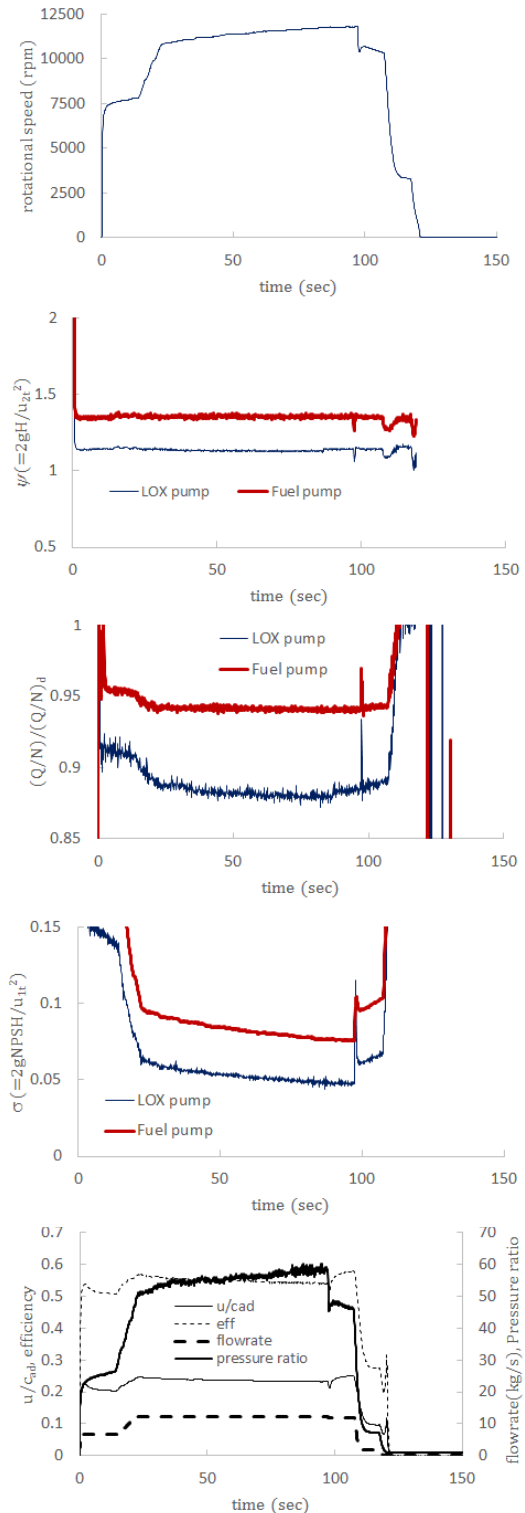 12500
10000
7500
5000
2500
0
rotational speed (rpm)
0 50 100 150
time (sec)
2
1.5
1
0.5
ψ(=2gH/u2t²)
LOX pump Fuel pump
0 50 100 150
time (sec)
1
0.95
0.9
0.85
(Q/N)/(Q/N)d
LOX pump
Fuel pump
0 50 100 150
time (sec)
0.15
0.1
0.05
0
σ(=2gNPSH/u1t²)
LOX pump
Fuel pump
0 50 100 150
time (sec)
0.7
0.6
0.5
0.4
0.3
0.2
0.1
0
u/cad, efficiency
u/cad
eff
flowrate
pressure ratio
70
60
50
40
30
20
10
0
flowrate(kg/s), Pressure ratio
0 50 100 150
time (sec)